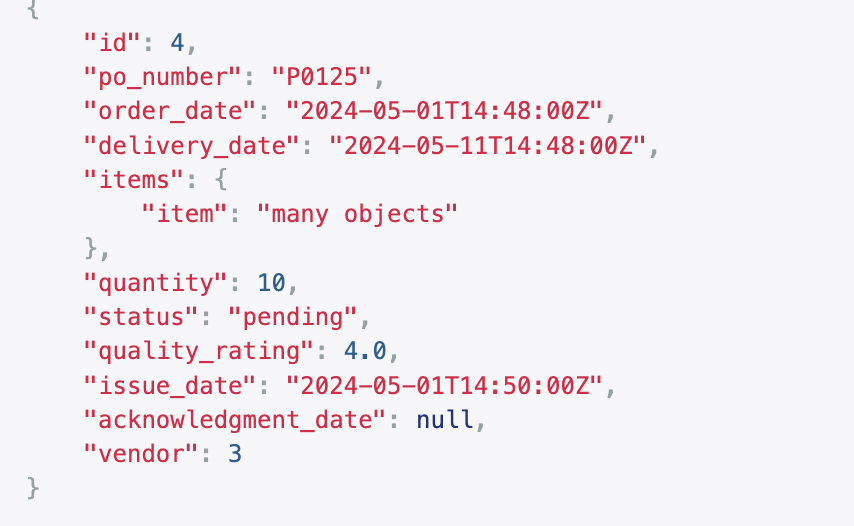 {
    "id": 4,
    "po_number": "P0125",
    "order_date": "2024-05-01T14:48:00Z",
    "delivery_date": "2024-05-11T14:48:00Z",
    "items": {
        "item": "many objects"
    },
    "quantity": 10,
    "status": "pending",
    "quality_rating": 4.0,
    "issue_date": "2024-05-01T14:50:00Z",
    "acknowledgment_date": null,
    "vendor": 3
}